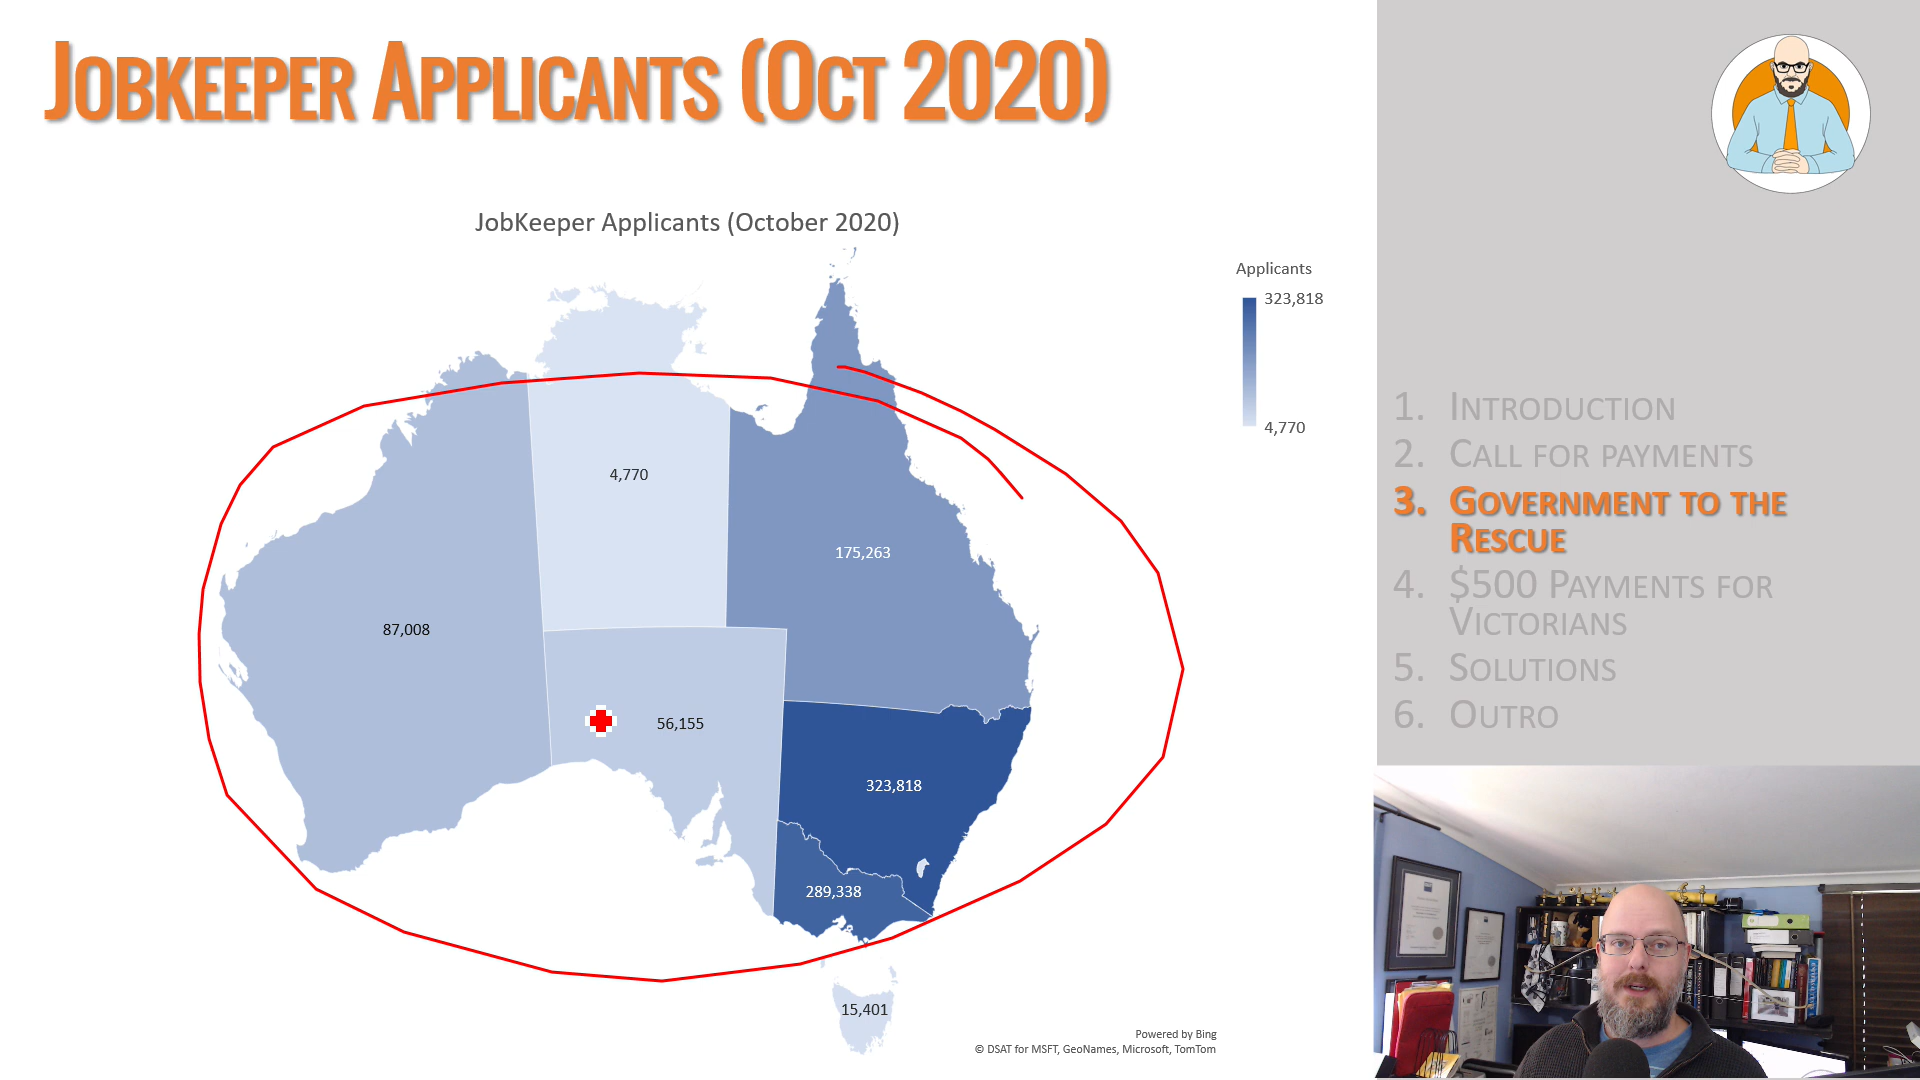 JOBKEEPER APPLICANTS (OCT 2020)
JobKeeper Applicants (October 2020)
Applicants
323,818
4,770
4,770
175,263
87,008
56,155
323,818
289,338
15,401
Powered by Bing
© DSAT for MSFT, GeoNames, Microsoft, TomTom
1. INTRODUCTION
2. CALL FOR PAYMENTS
3. GOVERNMENT TO THE
RESCUE
4. $500 PAYMENTS FOR
VICTORIANS
5. SOLUTIONS
6. OUTRO